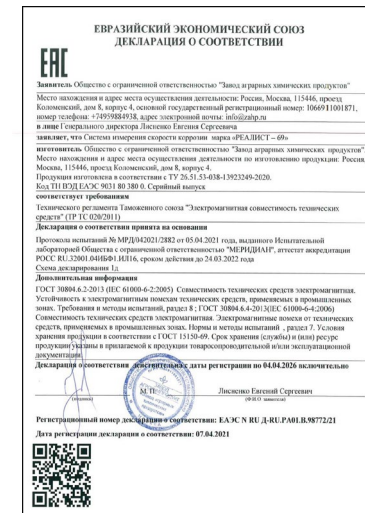 ЕВРАЗИЙСКИЙ ЭКОНОМИЧЕСКИЙ СОЮЗ
ДЕКЛАРАЦИЯ О СООТВЕТСТВИИ
ЕАС
Заявитель Общество с ограниченной ответственностью "Завод аграрных химических продуктов"
Место нахождения и адрес места осуществления деятельности: Россия, Москва, 115446, проезд
Коломенский, дом 8, корпус 4, основной государственный регистрационный номер: 1066911001871,
номер телефона: +74959884938, адрес электронной почты: info@zahp.ru
в лице Генерального директора Лисненко Евгения Сергеевича
заявляет, что Система измерения скорости коррозии марка «РЕАЛИСТ – 69»
изготовитель Общество с ограниченной ответственностью "Завод аграрных химических продуктов".
Место нахождения и адрес места осуществления деятельности по изготовлению продукции: Россия,
Москва, 115446, проезд Коломенский, дом 8, корпус 4.
Продукция изготовлена в соответствии с ТУ 26.51.53-038-13923249-2020.
Код ТН ВЭД ЕАЭС 9031 80 380 0. Серийный выпуск
соответствует требованиям
Технического регламента Таможенного союза "Электромагнитная совместимость технических
средств" (ТР ТС 020/2011)
Декларация о соответствии принята на основании
Протокола испытаний № МРД/042021/2882 от 05.04.2021 года, выданного Испытательной
лабораторией Общества с ограниченной ответственностью "МЕРИДИАН", аттестат аккредитации
РОСС RU.32001.04ИБФ1.ИЛ16, сроком действия до 24.03.2022 года
Схема декларирования 1д
Дополнительная информация
ГОСТ 30804.6.2-2013 (IEC 61000-6-2:2005) Совместимость технических средств электромагнитная.
Устойчивость к электромагнитным помехам технических средств, применяемых в промышленных
зонах. Требования и методы испытаний, раздел 8 ; ГОСТ 30804.6.4-2013(IEC 61000-6-4:2006)
Совместимость технических средств электромагнитная. Электромагнитные помехи от технических
средств, применяемых в промышленных зонах. Нормы и методы испытаний , раздел 7. Условия
хранения продукции в соответствии с ГОСТ 15150-69. Срок хранения (службы) и (или) ресурс
продукции указаны в прилагаемой к продукции товаросопроводительной и/или эксплуатационной
документации.
Декларация о соответствии действительна с даты регистрации по 04.04.2026 включительно
М. П. Лисненко Евгений Сергеевич
(подпись) (Ф.И.О. заявителя)
Регистрационный номер декларации о соответствии: ЕАЭС N RU Д-RU.РА01.В.98772/21
Дата регистрации декларации о соответствии: 07.04.2021